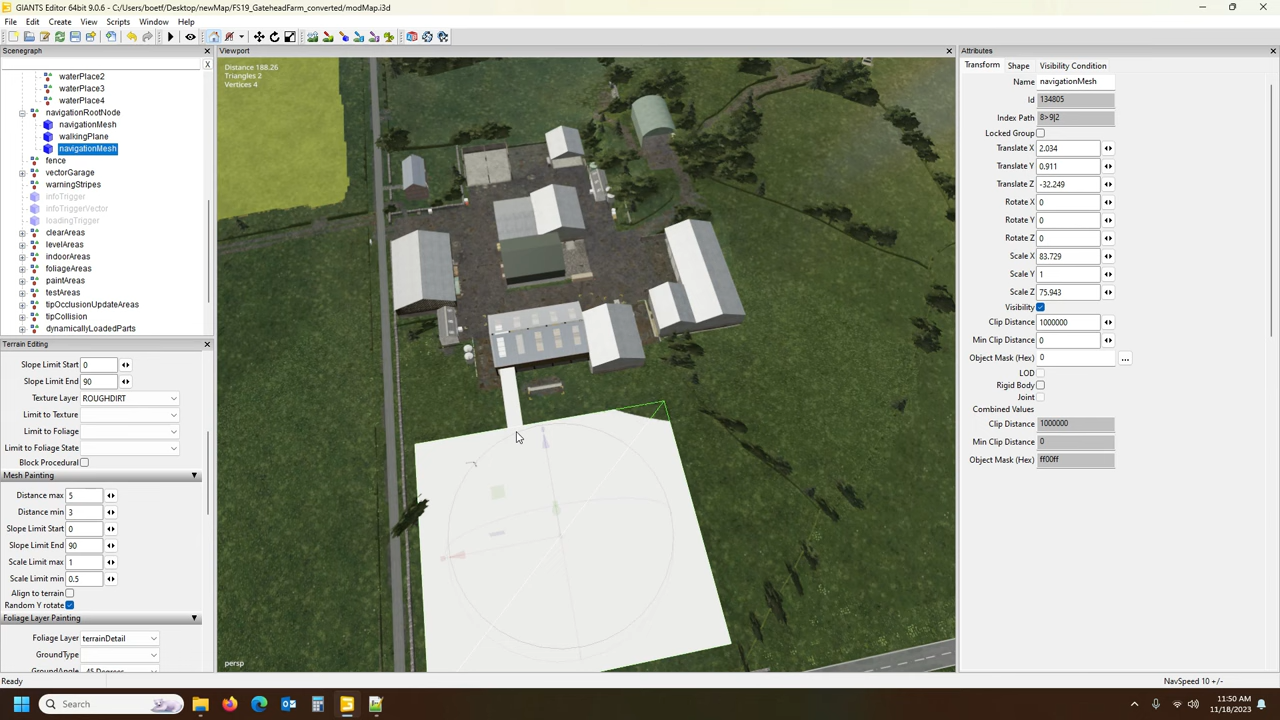 GIANTS Editor 64bit 9.0.6 - C:/Users/boetf/Desktop/newMap/FS19_GatheadFarm_converted/modMap.i3d
File Edit Create View Scripts Window Help
Scenegraph
X
waterPlace2
waterPlace3
waterPlace4
navigationRootNode
navigationMesh
walkingPlane
navigationMesh
fence
vectorGarage
warningStripes
infoTrigger
infoTriggerVector
loadingTrigger
clearAreas
levelAreas
indoorAreas
foliageAreas
paintAreas
testAreas
tipOcclusionUpdateAreas
tipCollision
dynamicallyLoadedParts
Terrain Editing
Slope Limit Start 0
Slope Limit End 90
Texture Layer ROUGHDIRT
Limit to Texture
Limit to Foliage
Limit to Foliage State
Block Procedural
Mesh Painting
Distance max 5
Distance min 3
Slope Limit Start 0
Slope Limit End 90
Scale Limit max 1
Scale Limit min 0.5
Align to terrain
Random Y rotate
Foliage Layer Painting
Foliage Layer terrainDetail
GroundType
GroundAngle -45 Degrees
Viewport
Distance 188.26
Triangles 2
Vertices 4
persp
Attributes
Transform Shape Visibility Condition
Name navigationMesh
Id 134805
Index Path 8>9|2
Locked Group
Translate X 2.034
Translate Y 0.911
Translate Z -32.249
Rotate X 0
Rotate Y 0
Rotate Z 0
Scale X 83.729
Scale Y 1
Scale Z 75.943
Visibility
Clip Distance 1000000
Min Clip Distance 0
Object Mask (Hex) 0 ...
LOD
Rigid Body
Joint
Combined Values
Clip Distance 1000000
Min Clip Distance 0
Object Mask (Hex) ff00ff
Ready
NavSpeed 10 +/-
Search
11:50 AM
11/18/2023